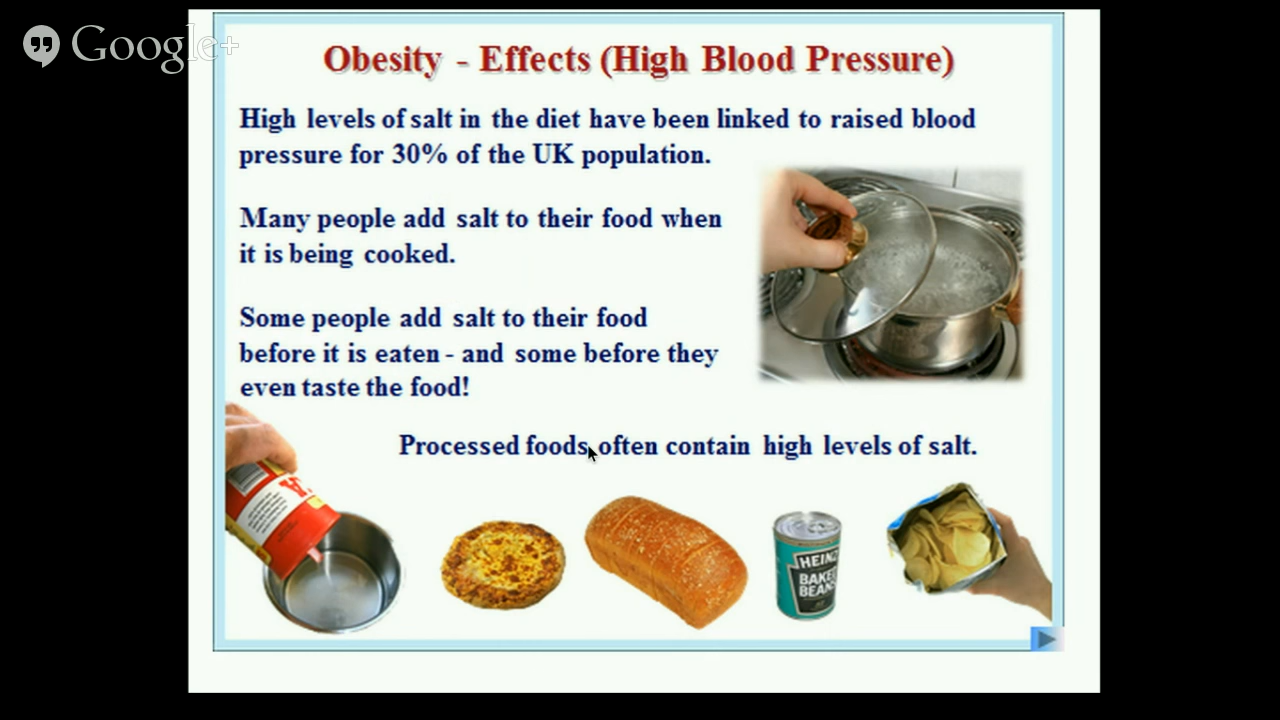 Google+
Obesity - Effects (High Blood Pressure)
High levels of salt in the diet have been linked to raised blood
pressure for 30% of the UK population.
Many people add salt to their food when
it is being cooked.
Some people add salt to their food
before it is eaten - and some before they
even taste the food!
Processed foods often contain high levels of salt.
HEINZ
BAKED
BEANS